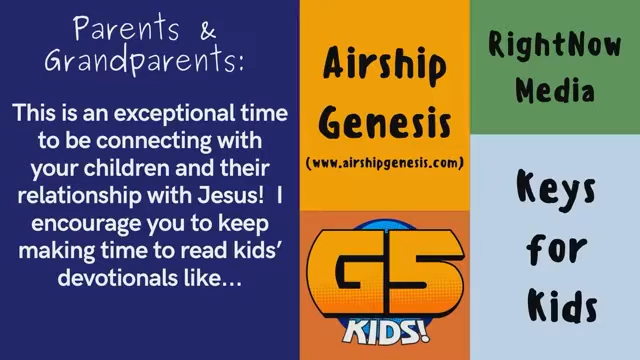 Parents &
Grandparents:
This is an exceptional time
to be connecting with
your children and their
relationship with Jesus! I
encourage you to keep
making time to read kids'
devotionals like...
Airship
Genesis
(www.airshipgenesis.com)
RightNow
Media
G5
KIDS!
Keys
for
Kids